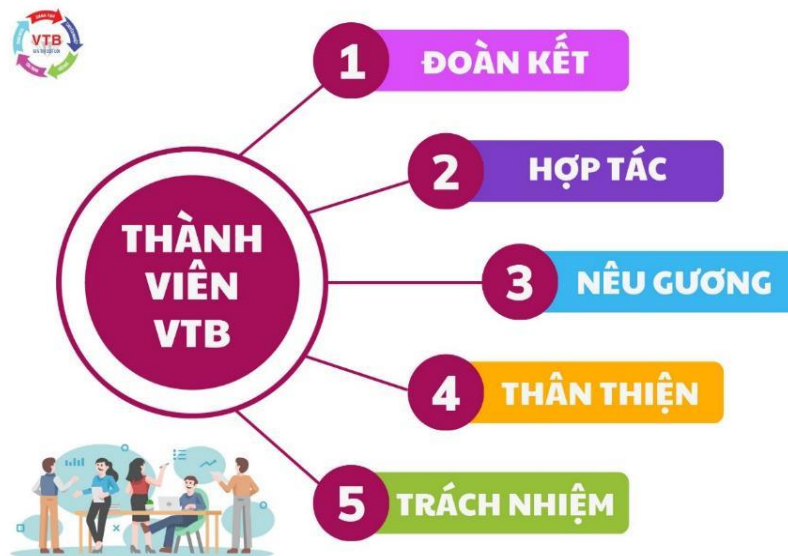 VTB
THÀNH
VIÊN
VTB
1 ĐOÀN KẾT
2 HỢP TÁC
3 NÊU GƯƠNG
4 THÂN THIỆN
5 TRÁCH NHIỆM